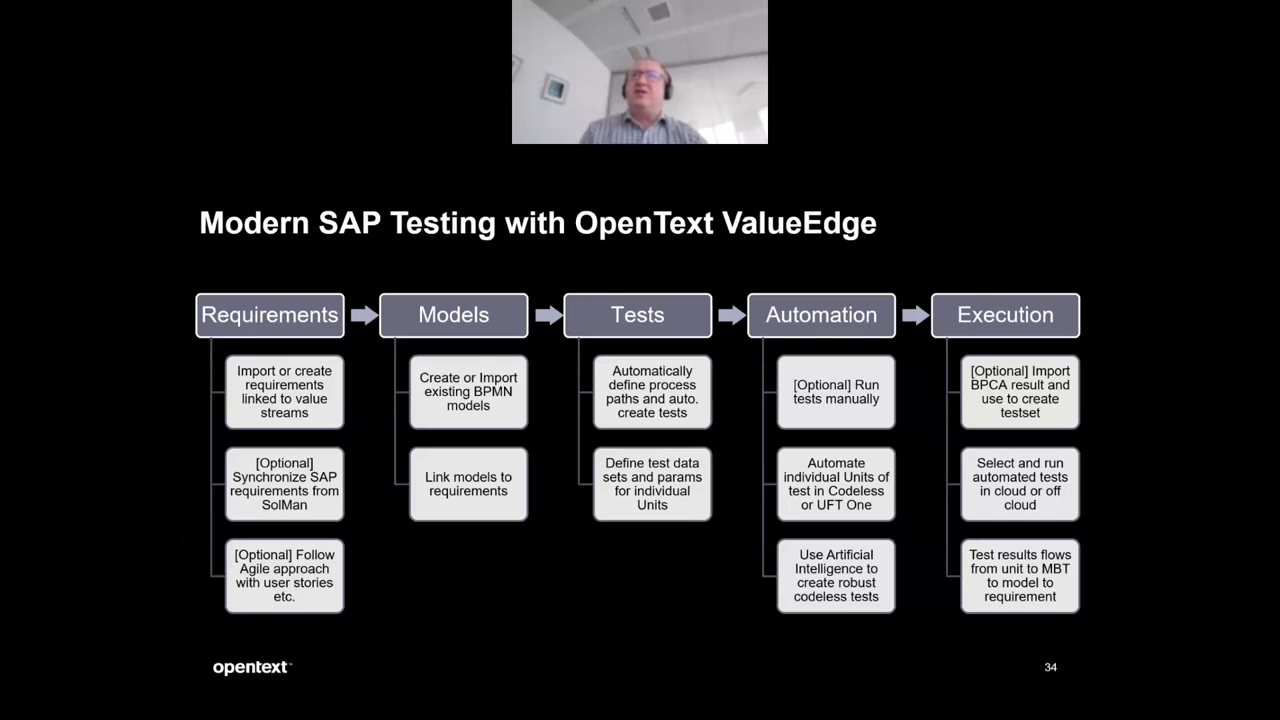 Modern SAP Testing with OpenText ValueEdge
Requirements
Models
Tests
Automation
Execution
Import or create
requirements
linked to value
streams
[Optional]
Synchronize SAP
requirements from
SolMan
[Optional] Follow
Agile approach
with user stories
etc.
Create or Import
existing BPMN
models
Link models to
requirements
Automatically
define process
paths and auto.
create tests
Define test data
sets and params
for individual
Units
[Optional] Run
tests manually
Automate
individual Units of
test in Codeless
or UFT One
Use Artificial
Intelligence to
create robust
codeless tests
[Optional] Import
BPCA result and
use to create
testset
Select and run
automated tests
in cloud or off
cloud
Test results flows
from unit to MBT
to model to
requirement
opentext™
34